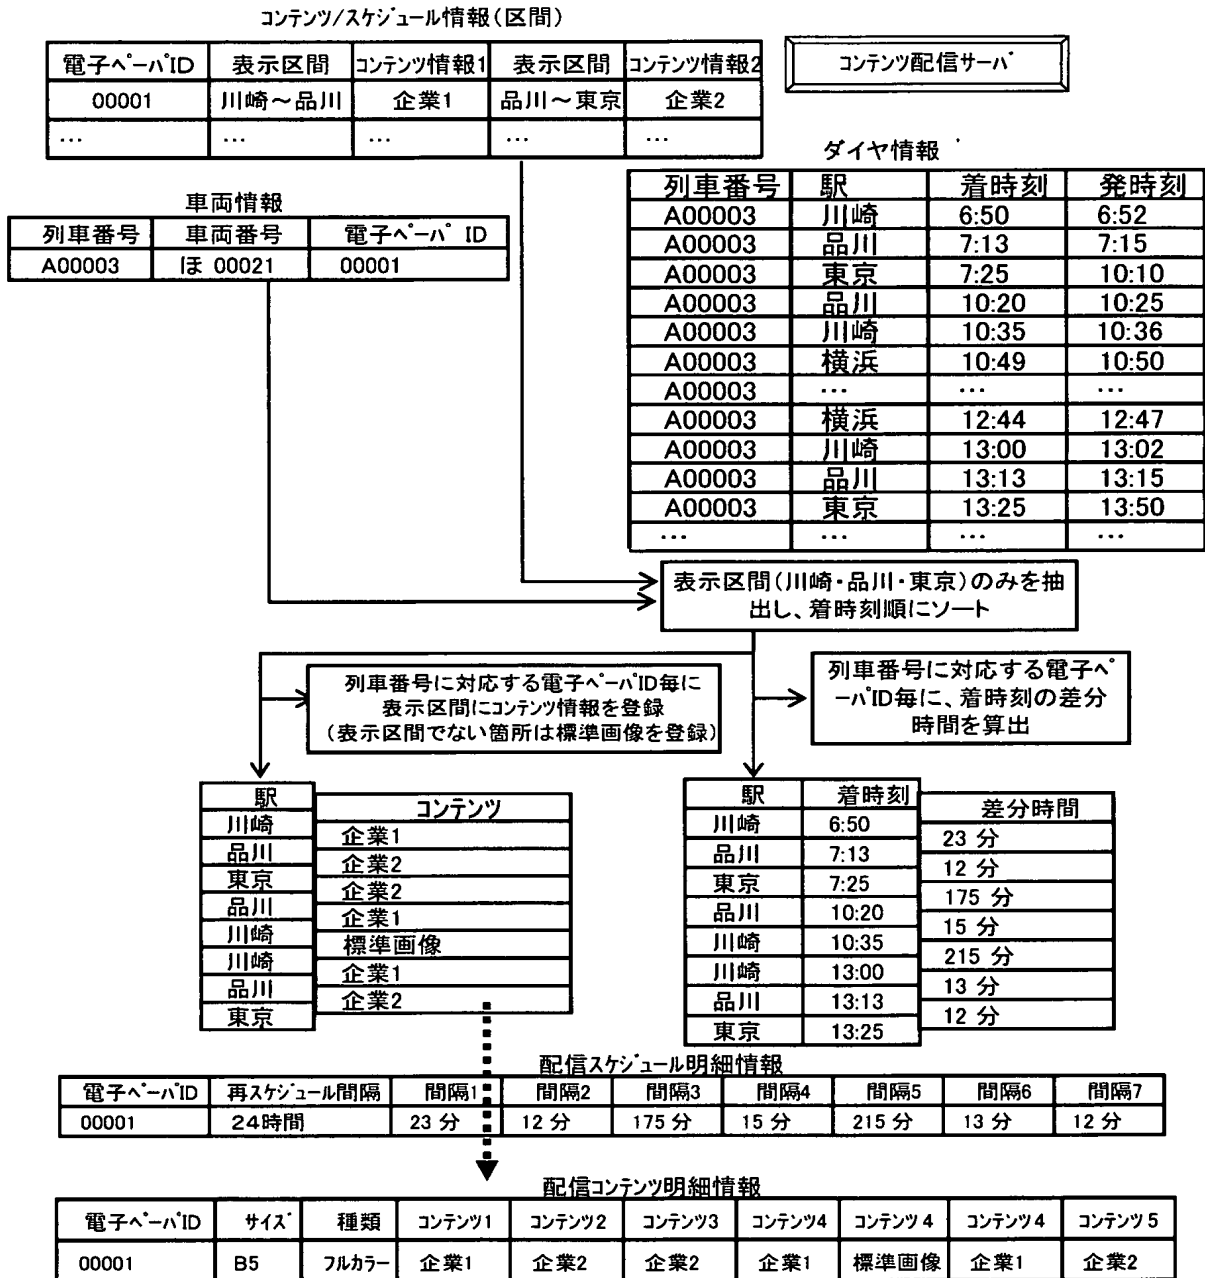 コンテンツ/スケジュール情報(区間)
電子ペーパID 表示区間 コンテンツ情報1 表示区間 コンテンツ情報2
00001 川崎～品川 企業1 品川～東京 企業2
… … … … …
コンテンツ配信サーバ
ダイヤ情報
列車番号 駅 着時刻 発時刻
A00003 川崎 6:50 6:52
A00003 品川 7:13 7:15
A00003 東京 7:25 10:10
A00003 品川 10:20 10:25
A00003 川崎 10:35 10:36
A00003 横浜 10:49 10:50
A00003 … … …
A00003 横浜 12:44 12:47
A00003 川崎 13:00 13:02
A00003 品川 13:13 13:15
A00003 東京 13:25 13:50
… … … …
車両情報
列車番号 車両番号 電子ペーパ ID
A00003 ほ 00021 00001
表示区間(川崎・品川・東京)のみを抽
出し、着時刻順にソート
列車番号に対応する電子ペーパID毎に
表示区間にコンテンツ情報を登録
(表示区間でない箇所は標準画像を登録)
列車番号に対応する電子ペ
ーパID毎に、着時刻の差分
時間を算出
駅
川崎
品川
東京
品川
川崎
川崎
品川
東京
コンテンツ
企業1
企業2
企業2
企業1
標準画像
企業1
企業2
駅 着時刻
川崎 6:50
品川 7:13
東京 7:25
品川 10:20
川崎 10:35
川崎 13:00
品川 13:13
東京 13:25
差分時間
23 分
12 分
175 分
15 分
215 分
13 分
12 分
配信スケジュール明細情報
電子ペーパID 再スケジュール間隔 間隔1 間隔2 間隔3 間隔4 間隔5 間隔6 間隔7
00001 24時間 23 分 12 分 175 分 15 分 215 分 13 分 12 分
配信コンテンツ明細情報
電子ペーパID サイズ 種類 コンテンツ1 コンテンツ2 コンテンツ3 コンテンツ4 コンテンツ 4 コンテンツ 4 コンテンツ 5
00001 B5 フルカラー 企業1 企業2 企業2 企業1 標準画像 企業1 企業2